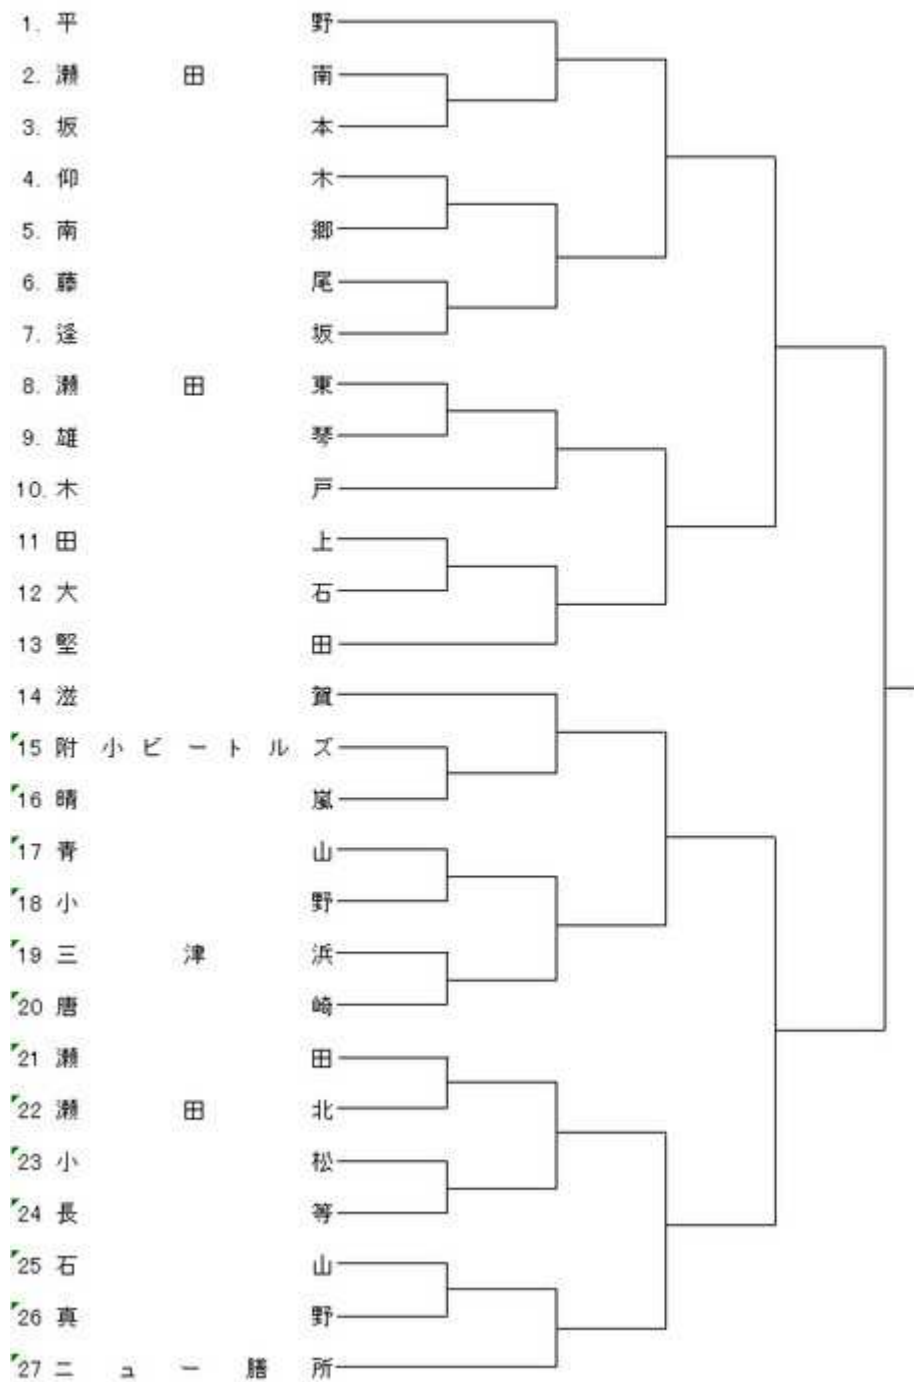 1. 平野
2. 瀬田南
3. 坂本
4. 仰木
5. 南郷
6. 藤尾
7. 逢坂
8. 瀬田東
9. 雄琴
10. 木戸
11 田上
12 大石
13 堅田
14 滋賀
15 附小ビートルズ
16 晴嵐
17 青山
18 小野
19 三津浜
20 唐崎
21 瀬田
22 瀬田北
23 小松
24 長等
25 石山
26 真野
27 ニュー膳所